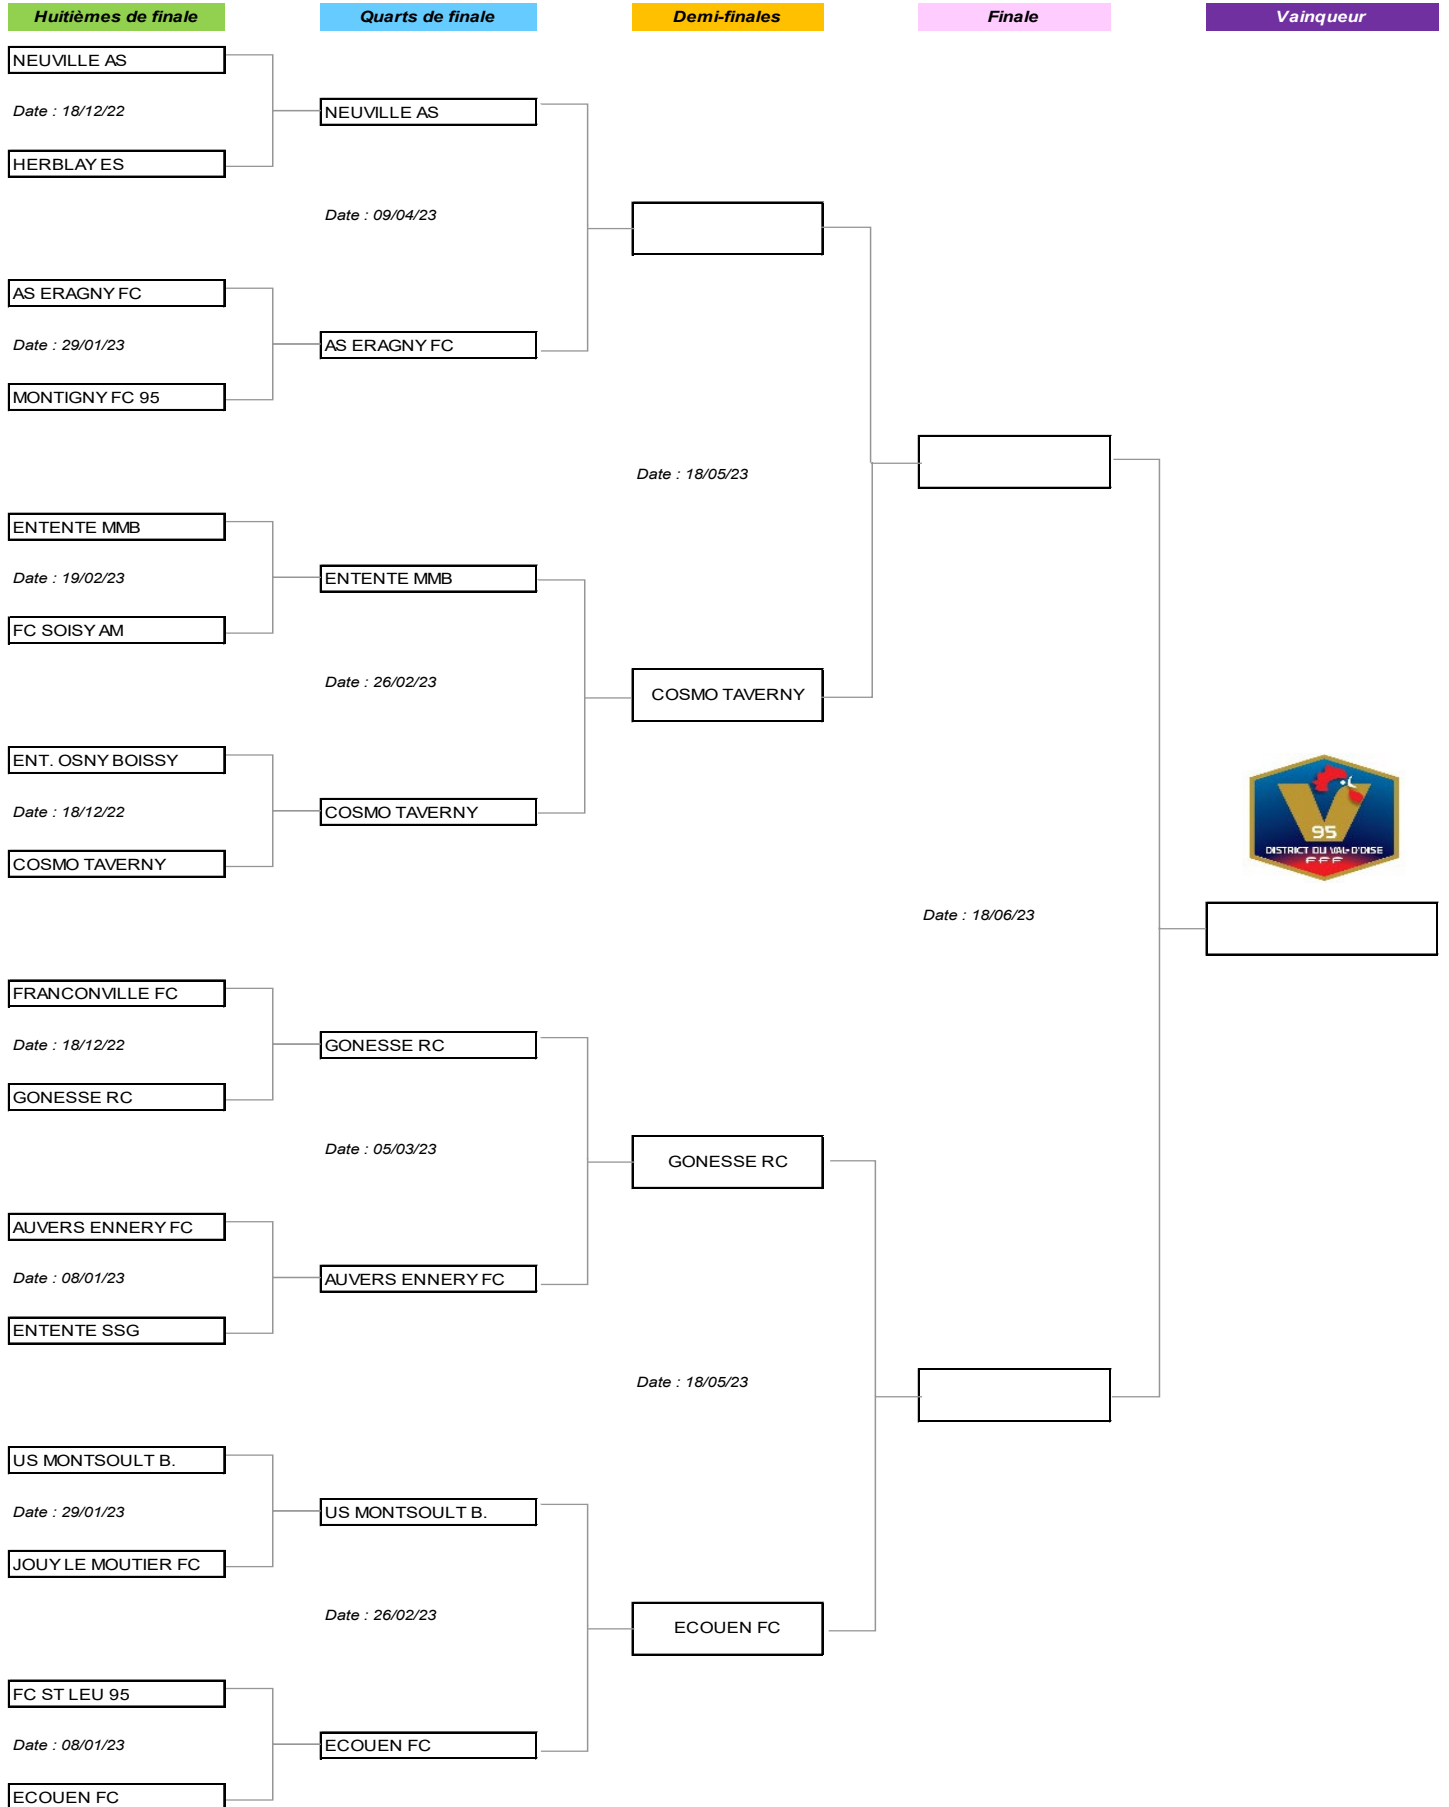 Huitièmes de finale
Quarts de finale
Demi-finales
Finale
Vainqueur
NEUVILLE AS
Date : 18/12/22
NEUVILLE AS
HERBLAY ES
Date : 09/04/23
AS ERAGNY FC
Date : 29/01/23
AS ERAGNY FC
MONTIGNY FC 95
Date : 18/05/23
ENTENTE MMB
Date : 19/02/23
ENTENTE MMB
FC SOISY AM
Date : 26/02/23
COSMO TAVERNY
ENT. OSNY BOISSY
Date : 18/12/22
COSMO TAVERNY
COSMO TAVERNY
95
DISTRICT DU VAL-D'OISE
FFF
Date : 18/06/23
FRANCONVILLE FC
Date : 18/12/22
GONESSE RC
GONESSE RC
Date : 05/03/23
GONESSE RC
AUVERS ENNERY FC
Date : 08/01/23
AUVERS ENNERY FC
ENTENTE SSG
Date : 18/05/23
US MONTSOULT B.
Date : 29/01/23
US MONTSOULT B.
JOUY LE MOUTIER FC
Date : 26/02/23
ECOUEN FC
FC ST LEU 95
Date : 08/01/23
ECOUEN FC
ECOUEN FC